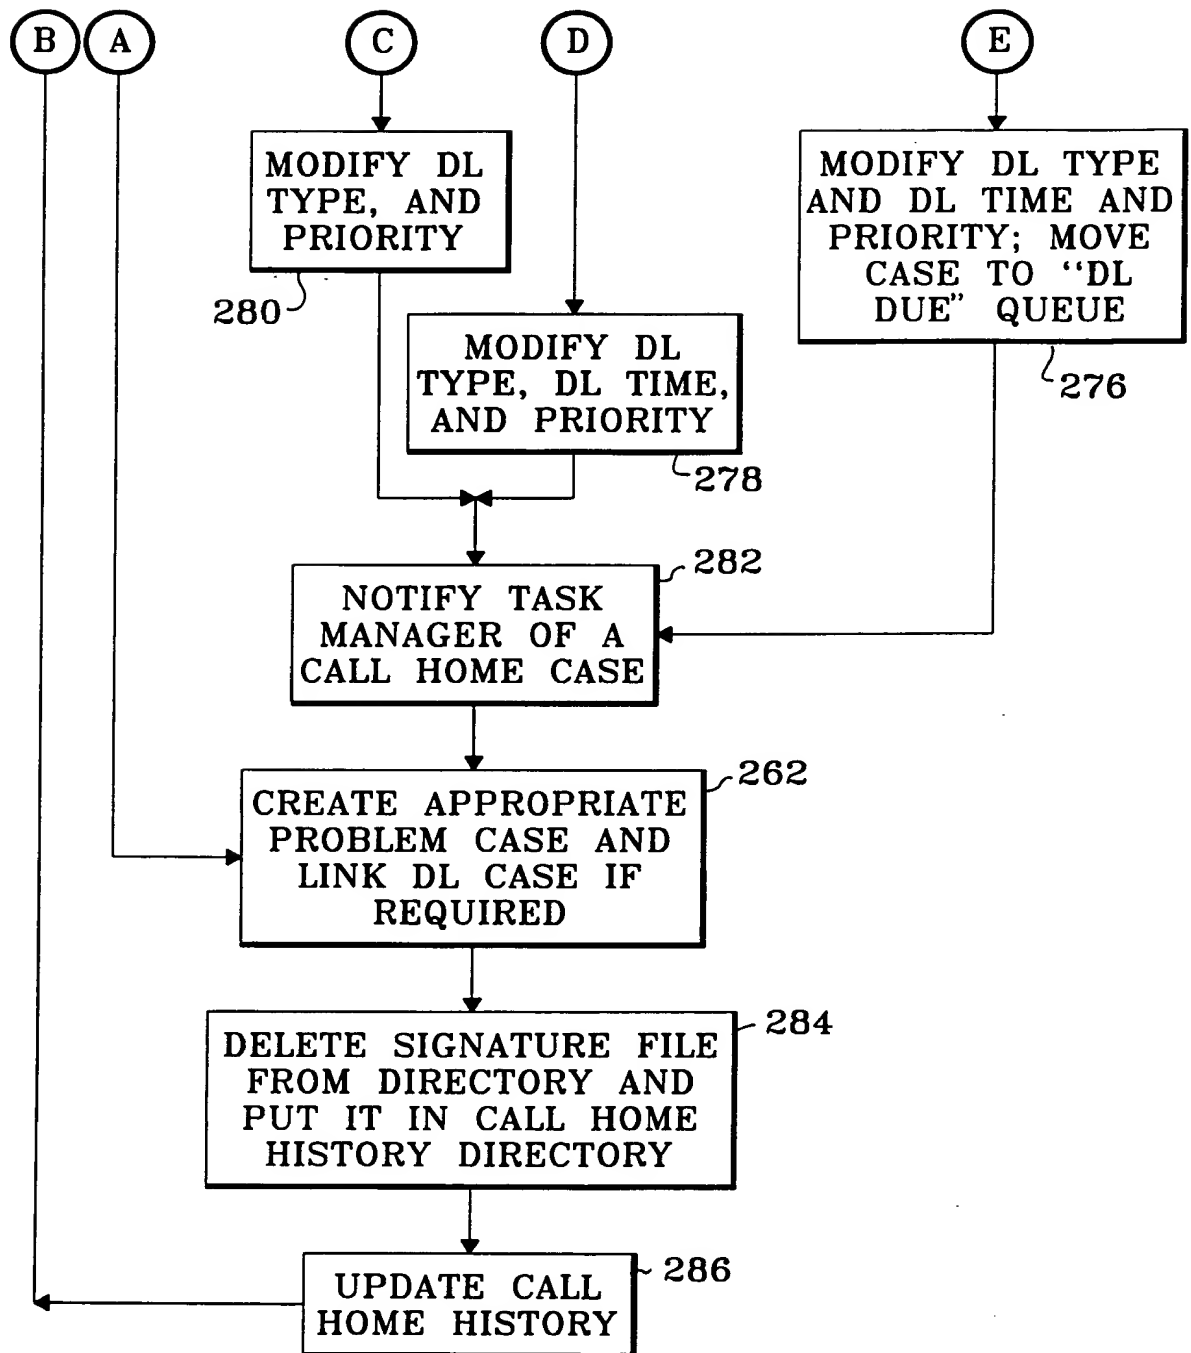 B A C D E
MODIFY DL
TYPE, AND
PRIORITY
280
MODIFY DL TYPE
AND DL TIME AND
PRIORITY; MOVE
CASE TO “DL
DUE” QUEUE
276
MODIFY DL
TYPE, DL TIME,
AND PRIORITY
278
282
NOTIFY TASK
MANAGER OF A
CALL HOME CASE
262
CREATE APPROPRIATE
PROBLEM CASE AND
LINK DL CASE IF
REQUIRED
284
DELETE SIGNATURE FILE
FROM DIRECTORY AND
PUT IT IN CALL HOME
HISTORY DIRECTORY
286
UPDATE CALL
HOME HISTORY